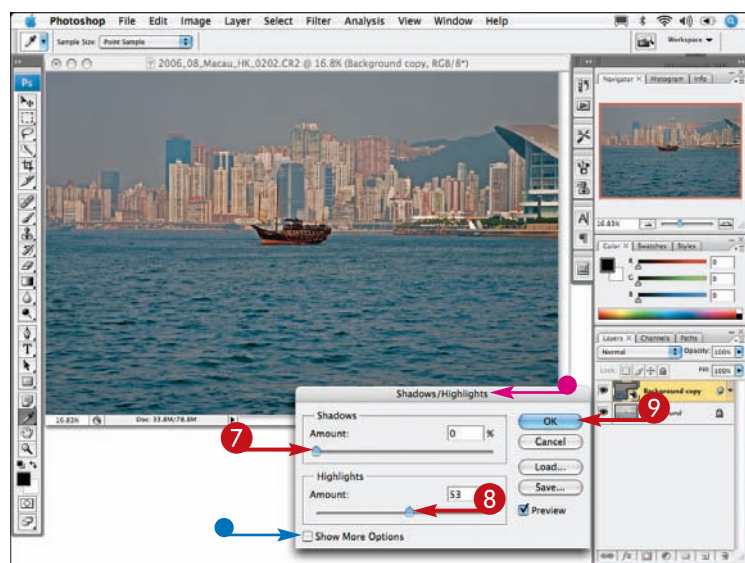 Photoshop File Edit Image Layer Select Filter Analysis View Window Help
Sample Size: Point Sample
Workspace
2006_08_Macau_HK_0202.CR2 @ 16.8% (Background copy, RGB/8*)
Ps
Navigator × Histogram Info
16.83%
Color × Swatches Styles
R 0
G 0
B 0
Layers × Channels Paths
Normal Opacity: 100%
Lock: Fill: 100%
Background copy
16.83% Doc: 33.8M/78.8M
Shadows/Highlights
Shadows
Amount: 0 %
7
Highlights
Amount: 53
8
Show More Options
OK
9
Cancel
Load...
Save...
Preview